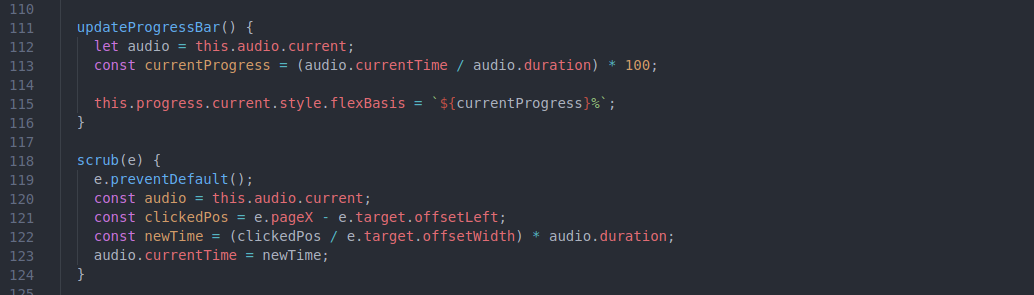 110
111 updateProgressBar() {
112 let audio = this.audio.current;
113 const currentProgress = (audio.currentTime / audio.duration) * 100;
114
115 this.progress.current.style.flexBasis = `${currentProgress}%`;
116 }
117
118 scrub(e) {
119 e.preventDefault();
120 const audio = this.audio.current;
121 const clickedPos = e.pageX - e.target.offsetLeft;
122 const newTime = (clickedPos / e.target.offsetWidth) * audio.duration;
123 audio.currentTime = newTime;
124 }
125